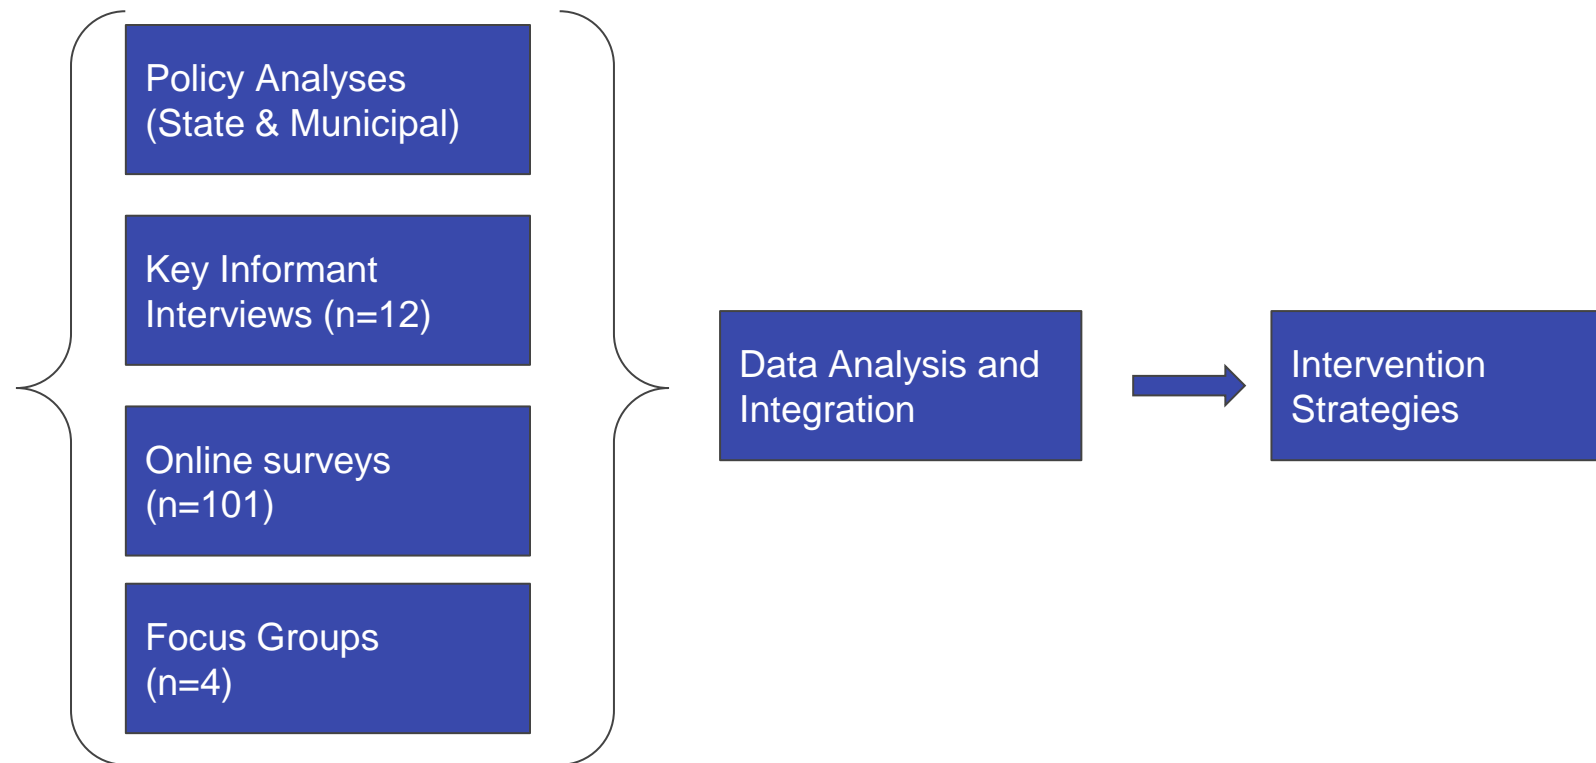 Policy Analyses
(State & Municipal)
Key Informant
Interviews (n=12)
Online surveys
(n=101)
Focus Groups
(n=4)
Data Analysis and
Integration
Intervention
Strategies